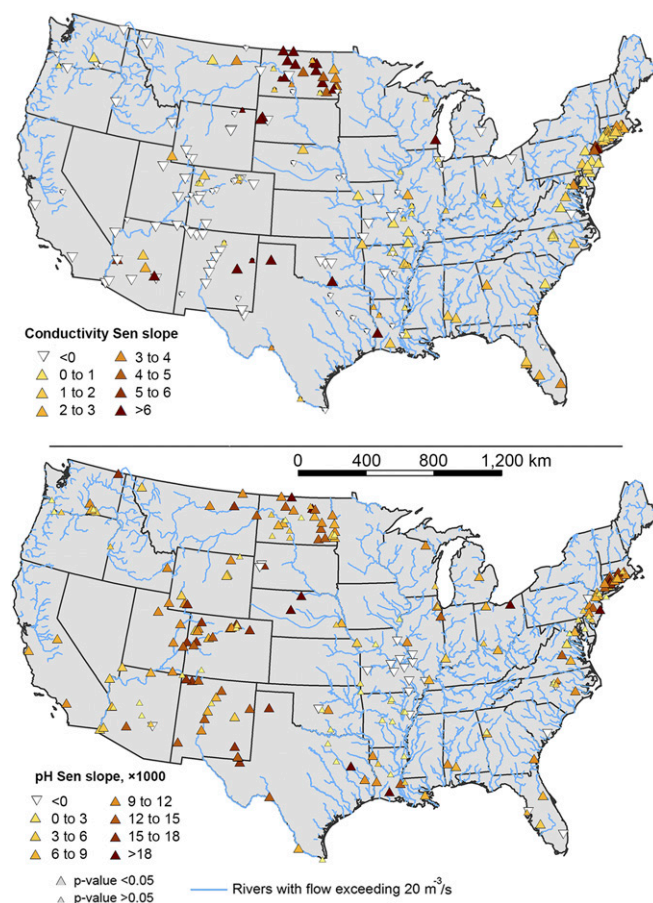 Conductivity Sen slope
<0
0 to 1
1 to 2
2 to 3
3 to 4
4 to 5
5 to 6
>6
0 400 800 1,200 km
pH Sen slope, ×1000
<0
0 to 3
3 to 6
6 to 9
9 to 12
12 to 15
15 to 18
>18
p-value <0.05
p-value >0.05
Rivers with flow exceeding 20 m⁻³/s